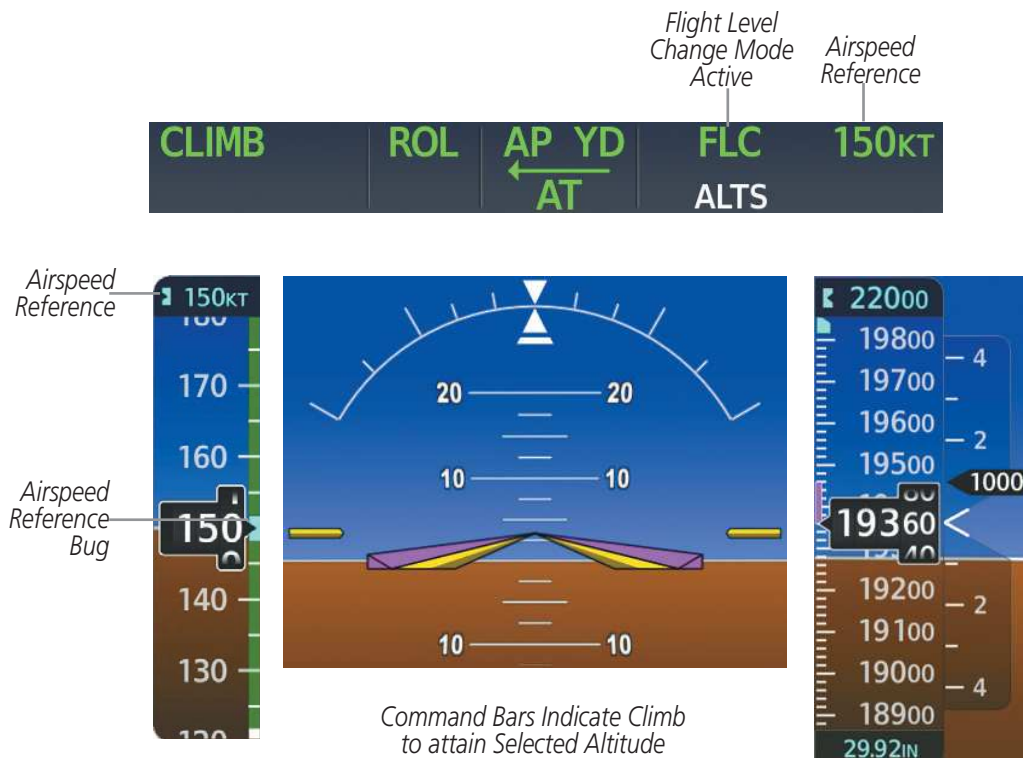 Flight Level
Change Mode
Active
Airspeed
Reference
CLIMB ROL AP YD FLC 150KT
AT ALTS
Airspeed
Reference
150KT
170
160
Airspeed
Reference
Bug
150
140
130
20 20
10 10
10 10
22000
19800
19700
19600
19500
19360
19200
19100
19000
18900
29.92IN
4
2
1000
2
4
Command Bars Indicate Climb
to attain Selected Altitude